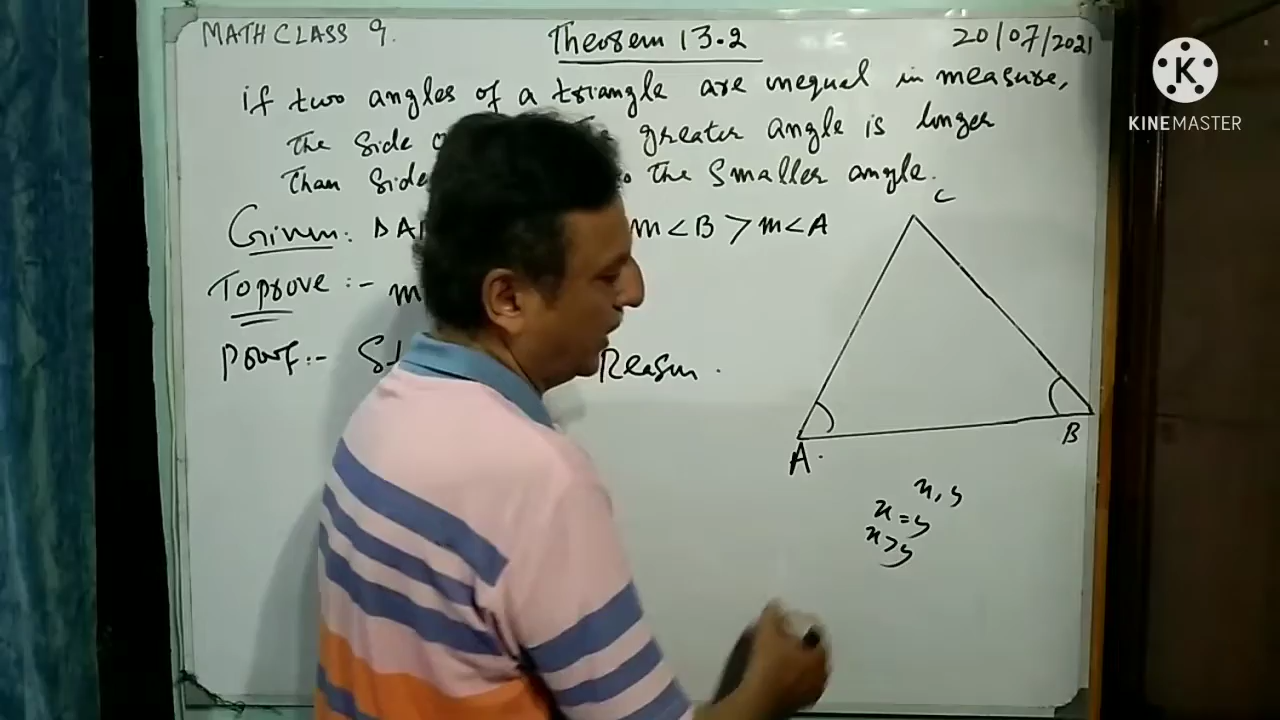 MATH CLASS 9.
Theorem 13.2
20/07/2021
K
KINEMASTER
if two angles of a triangle are unequal in measure,
The side greater angle is longer
Than side the smaller angle.
Given: m<B > m<A
To prove :- m
Proof:- Reason.
C
A.
B
x, y
x = y
x > y